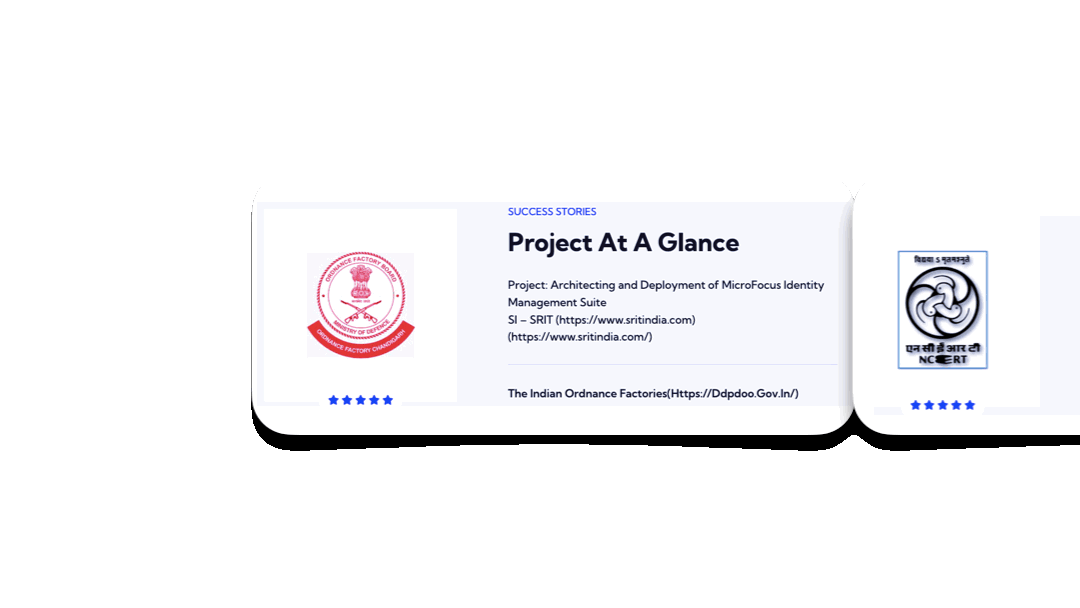 SUCCESS STORIES
Project At A Glance
Project: Architecting and Deployment of MicroFocus Identity
Management Suite
SI – SRIT (https://www.sritindia.com)
(https://www.sritindia.com/)
The Indian Ordnance Factories(Https://Ddpdoo.Gov.In/)
ORDNANCE FACTORY BOARD
MINISTRY OF DEFENCE
ORDNANCE FACTORY CHANDIGARH
विद्यया ऽ मृतमश्नुते
एन सी ई आर टी
NCERT